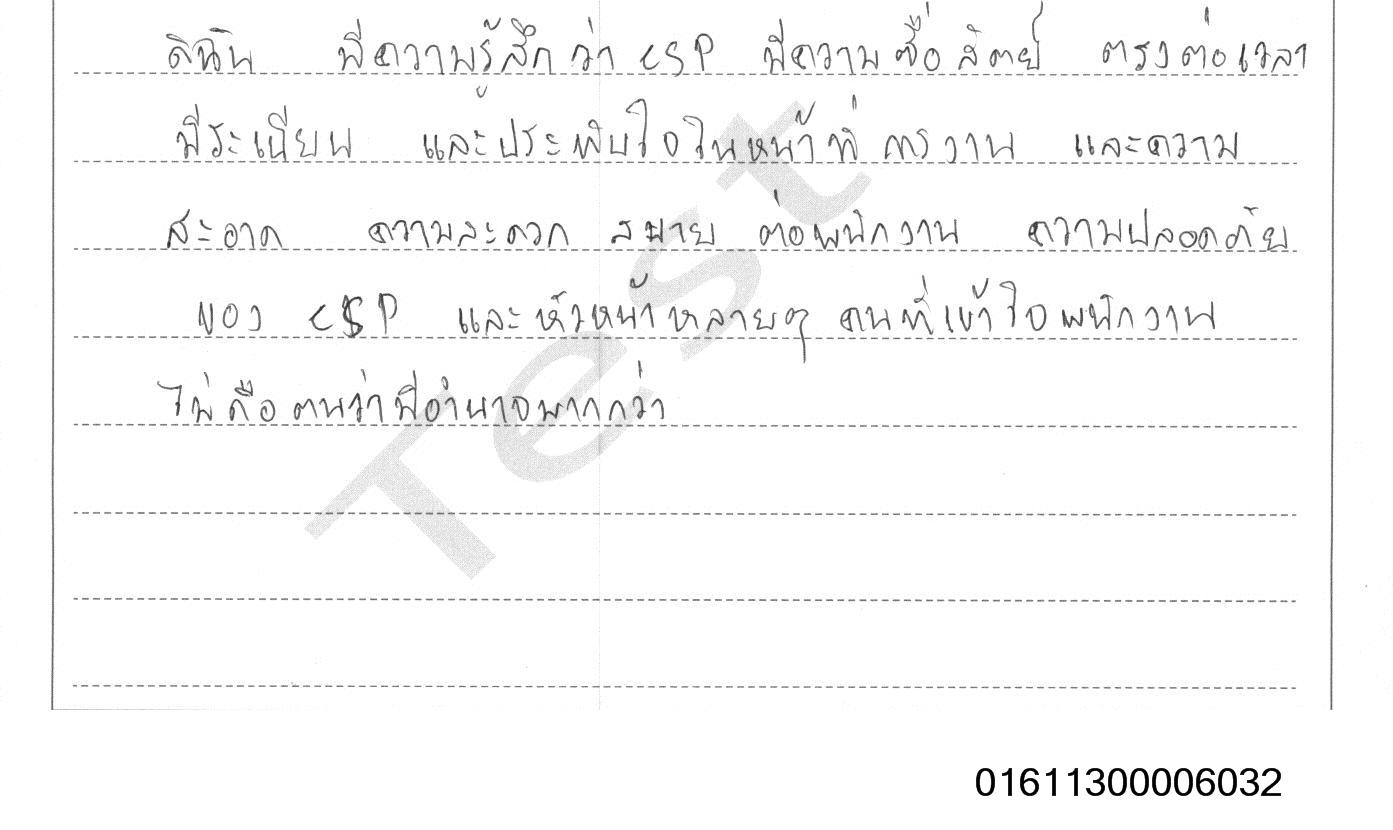 ดิฉัน มีความรู้สึกว่า CSP มีความซื่อสัตย์ ตรงต่อเวลา
มีระเบียบ และประทับใจในหน้าที่การงาน และความ
สะอาด ความสะดวก สบาย ต่อพนักงาน ความปลอดภัย
ของ CSP และหัวหน้าหลายๆ คนที่เข้าใจพนักงาน
ไม่ถือตนว่ามีอำนาจมากกว่า
Test
01611300006032